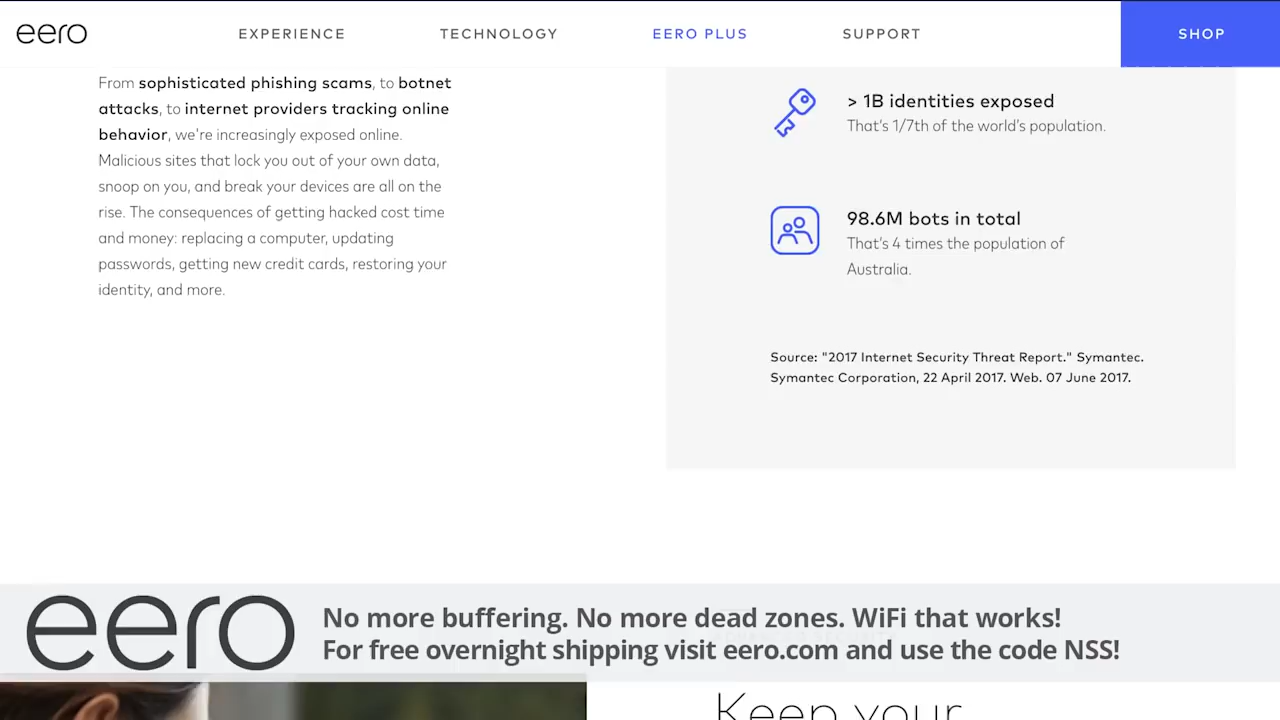 eero
EXPERIENCE
TECHNOLOGY
EERO PLUS
SUPPORT
SHOP
From sophisticated phishing scams, to botnet
attacks, to internet providers tracking online
behavior, we're increasingly exposed online.
Malicious sites that lock you out of your own data,
snoop on you, and break your devices are all on the
rise. The consequences of getting hacked cost time
and money: replacing a computer, updating
passwords, getting new credit cards, restoring your
identity, and more.
> 1B identities exposed
That's 1/7th of the world's population.
98.6M bots in total
That's 4 times the population of
Australia.
Source: "2017 Internet Security Threat Report." Symantec.
Symantec Corporation, 22 April 2017. Web. 07 June 2017.
eero
No more buffering. No more dead zones. WiFi that works!
For free overnight shipping visit eero.com and use the code NSS!
Keep your